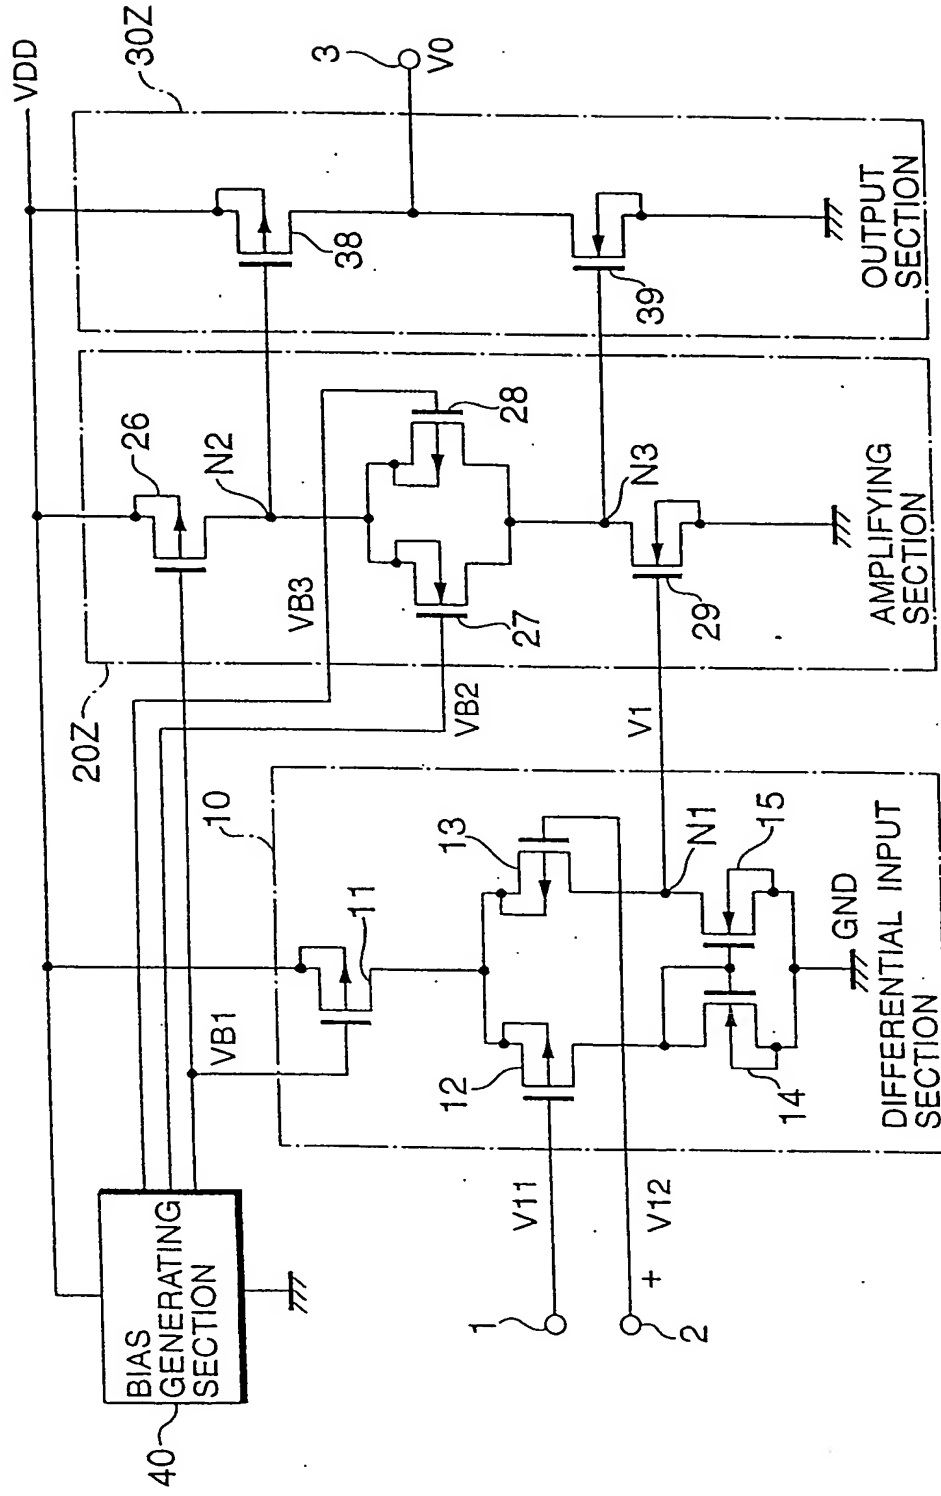 VDD
30Z
3
V0
38
39
OUTPUT
SECTION
26
N2
VB3
28
27
N3
29
AMPLIFYING
SECTION
20Z
VB2
V1
10
13
11
12
N1
15
14
GND
DIFFERENTIAL INPUT
SECTION
VB1
V11
V12
+
1
2
BIAS
GENERATING
SECTION
40